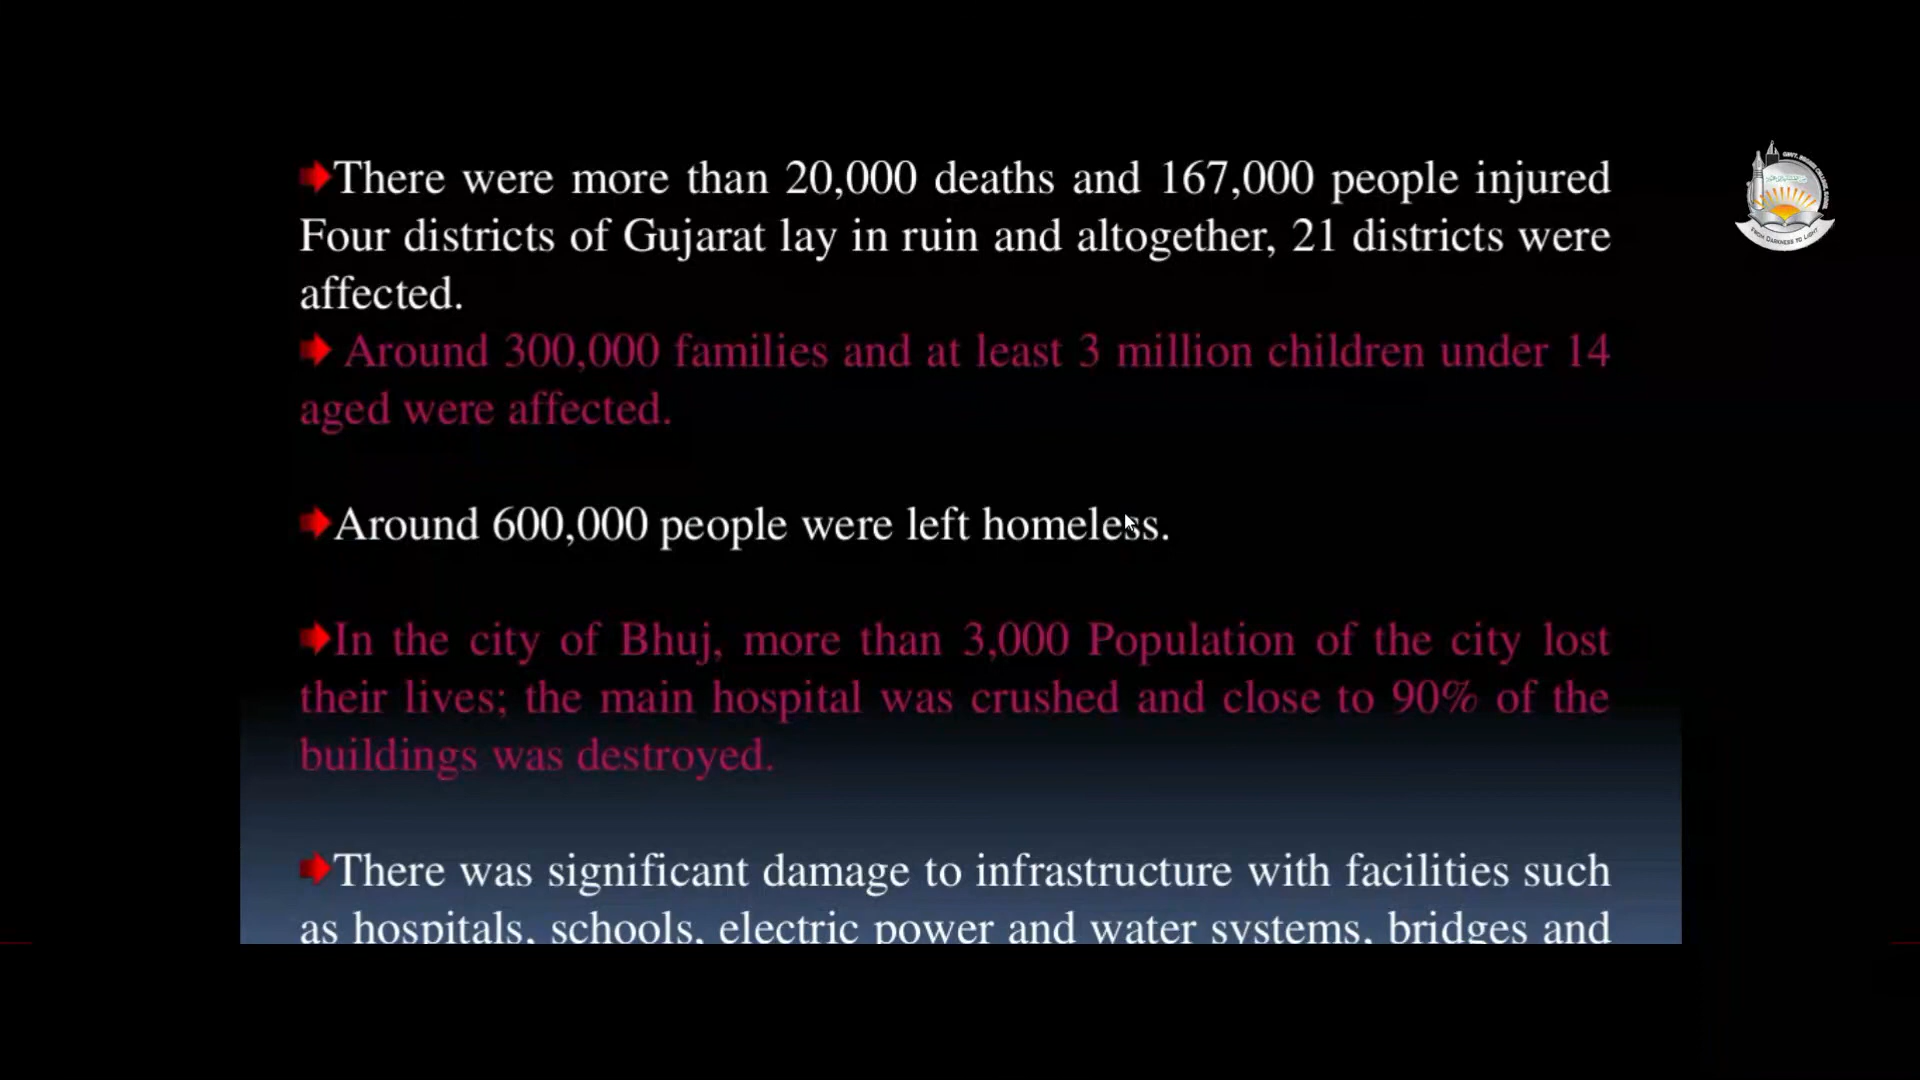 There were more than 20,000 deaths and 167,000 people injured
Four districts of Gujarat lay in ruin and altogether, 21 districts were
affected.
Around 300,000 families and at least 3 million children under 14
aged were affected.
Around 600,000 people were left homeless.
In the city of Bhuj, more than 3,000 Population of the city lost
their lives; the main hospital was crushed and close to 90% of the
buildings was destroyed.
There was significant damage to infrastructure with facilities such
as hospitals, schools, electric power and water systems, bridges and
FROM DARKNESS TO LIGHT